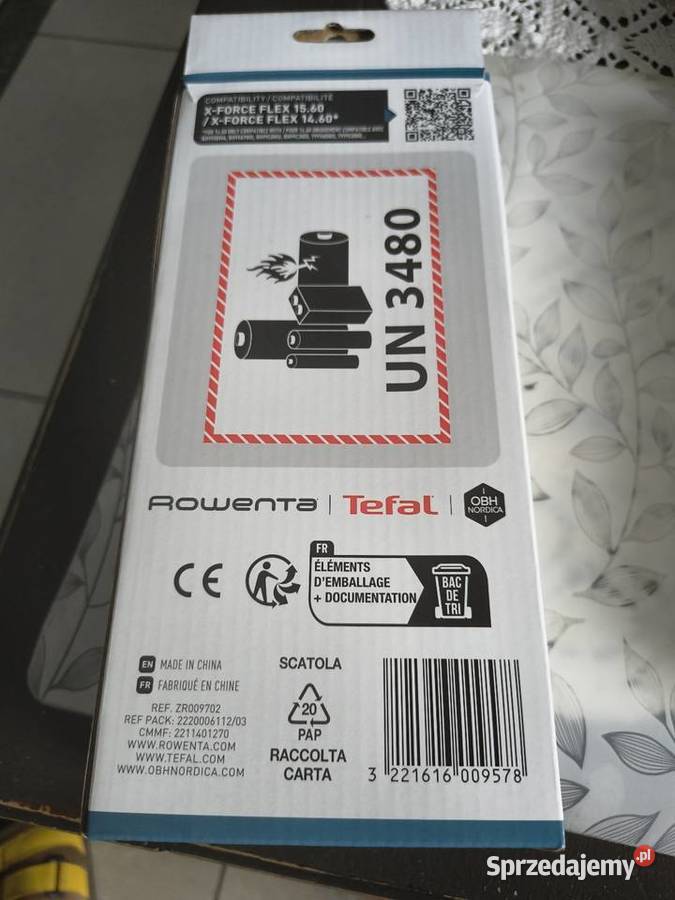 COMPATIBILITY / COMPATIBILITÉ
X-FORCE FLEX 15.60
/ X-FORCE FLEX 14.60*
UN 3480
ROWENTA | Tefal | OBH
NORDICA
CE
FR
ÉLÉMENTS
D'EMBALLAGE
+ DOCUMENTATION
BAC
DE
TRI
EN MADE IN CHINA
FR FABRIQUÉ EN CHINE
REF. ZR009702
REF PACK: 2220006112/03
CMMF: 2211401270
WWW.ROWENTA.COM
WWW.TEFAL.COM
WWW.OBHNORDICA.COM
SCATOLA
20
PAP
RACCOLTA
CARTA
3 221616 009578
Sprzedajemy.pl